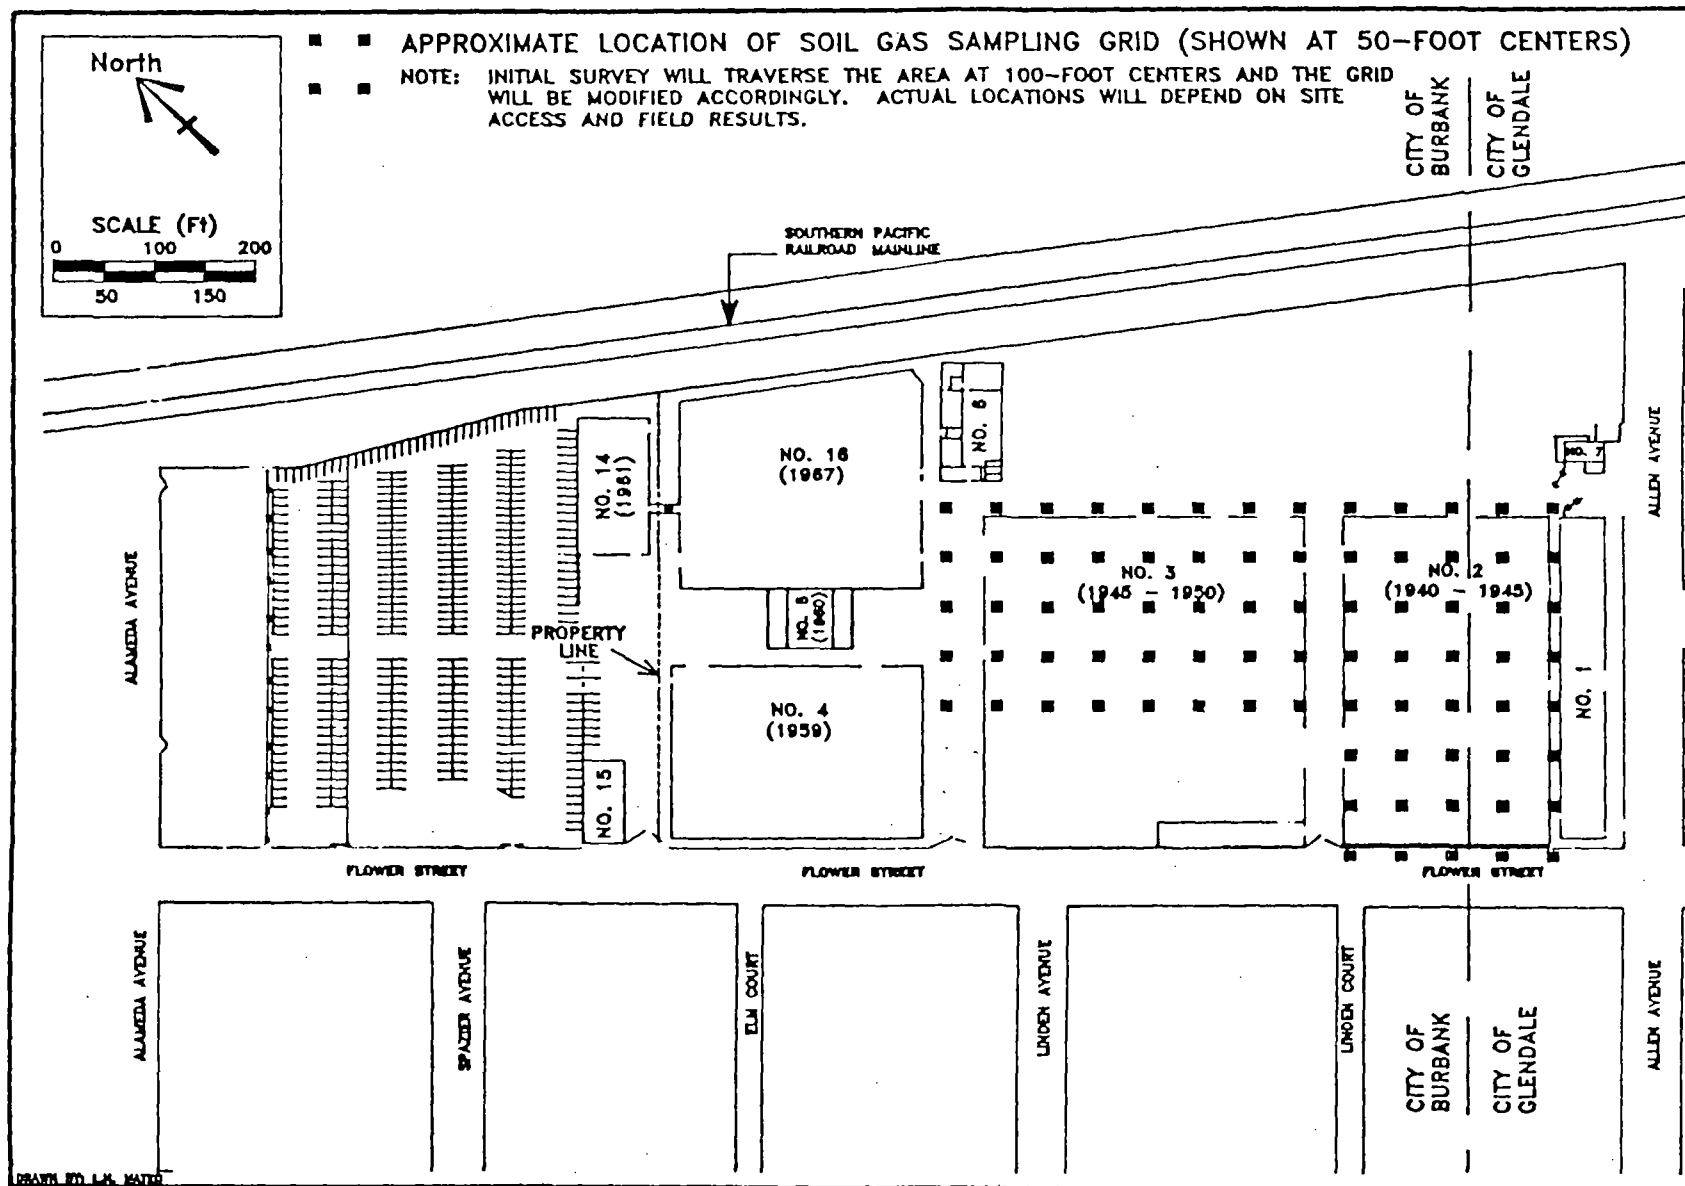 North
SCALE (Ft)
0 100 200
50 150
APPROXIMATE LOCATION OF SOIL GAS SAMPLING GRID (SHOWN AT 50-FOOT CENTERS)
NOTE: INITIAL SURVEY WILL TRAVERSE THE AREA AT 100-FOOT CENTERS AND THE GRID
WILL BE MODIFIED ACCORDINGLY. ACTUAL LOCATIONS WILL DEPEND ON SITE
ACCESS AND FIELD RESULTS.
CITY OF
BURBANK
CITY OF
GLENDALE
SOUTHERN PACIFIC
RAILROAD MAINLINE
NO. 14
(1961)
NO. 16
(1967)
NO. 6
NO. 7
ALLEN AVENUE
ALAMEDA AVENUE
PROPERTY
LINE
(1960)
NO. 3
(1945 - 1950)
NO. 2
(1940 - 1945)
NO. 1
NO. 4
(1959)
NO. 15
FLOWER STREET
FLOWER STREET
FLOWER STREET
ALAMEDA AVENUE
SPAZIER AVENUE
ELM COURT
LINDEN AVENUE
LINDEN COURT
CITY OF
BURBANK
CITY OF
GLENDALE
ALLEN AVENUE
DRAWN BY: L.M.